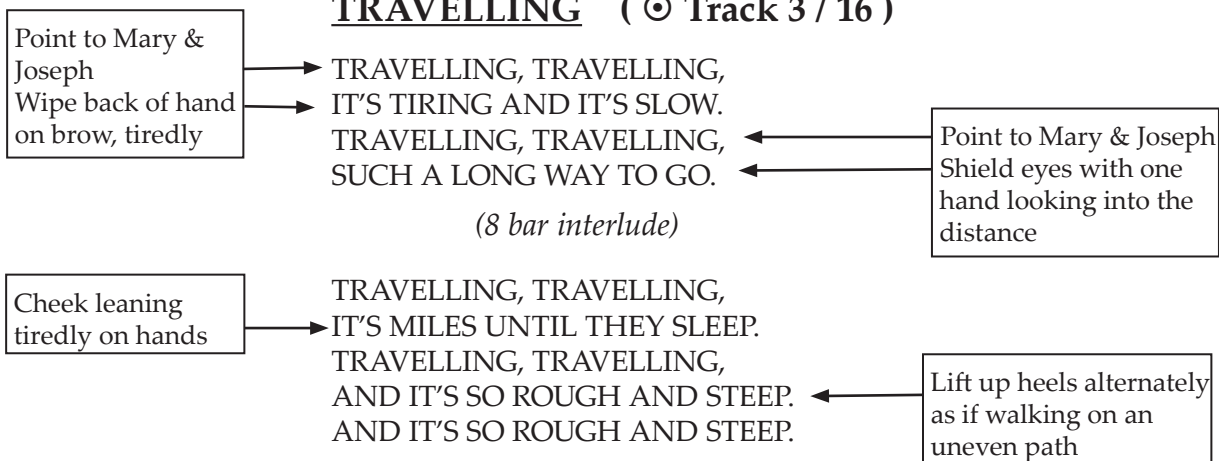 TRAVELLING ( Track 3 / 16 )
Point to Mary &
Joseph
Wipe back of hand
on brow, tiredly
TRAVELLING, TRAVELLING,
IT'S TIRING AND IT'S SLOW.
TRAVELLING, TRAVELLING,
SUCH A LONG WAY TO GO.
Point to Mary & Joseph
Shield eyes with one
hand looking into the
distance
(8 bar interlude)
Cheek leaning
tiredly on hands
TRAVELLING, TRAVELLING,
IT'S MILES UNTIL THEY SLEEP.
TRAVELLING, TRAVELLING,
AND IT'S SO ROUGH AND STEEP.
AND IT'S SO ROUGH AND STEEP.
Lift up heels alternately
as if walking on an
uneven path